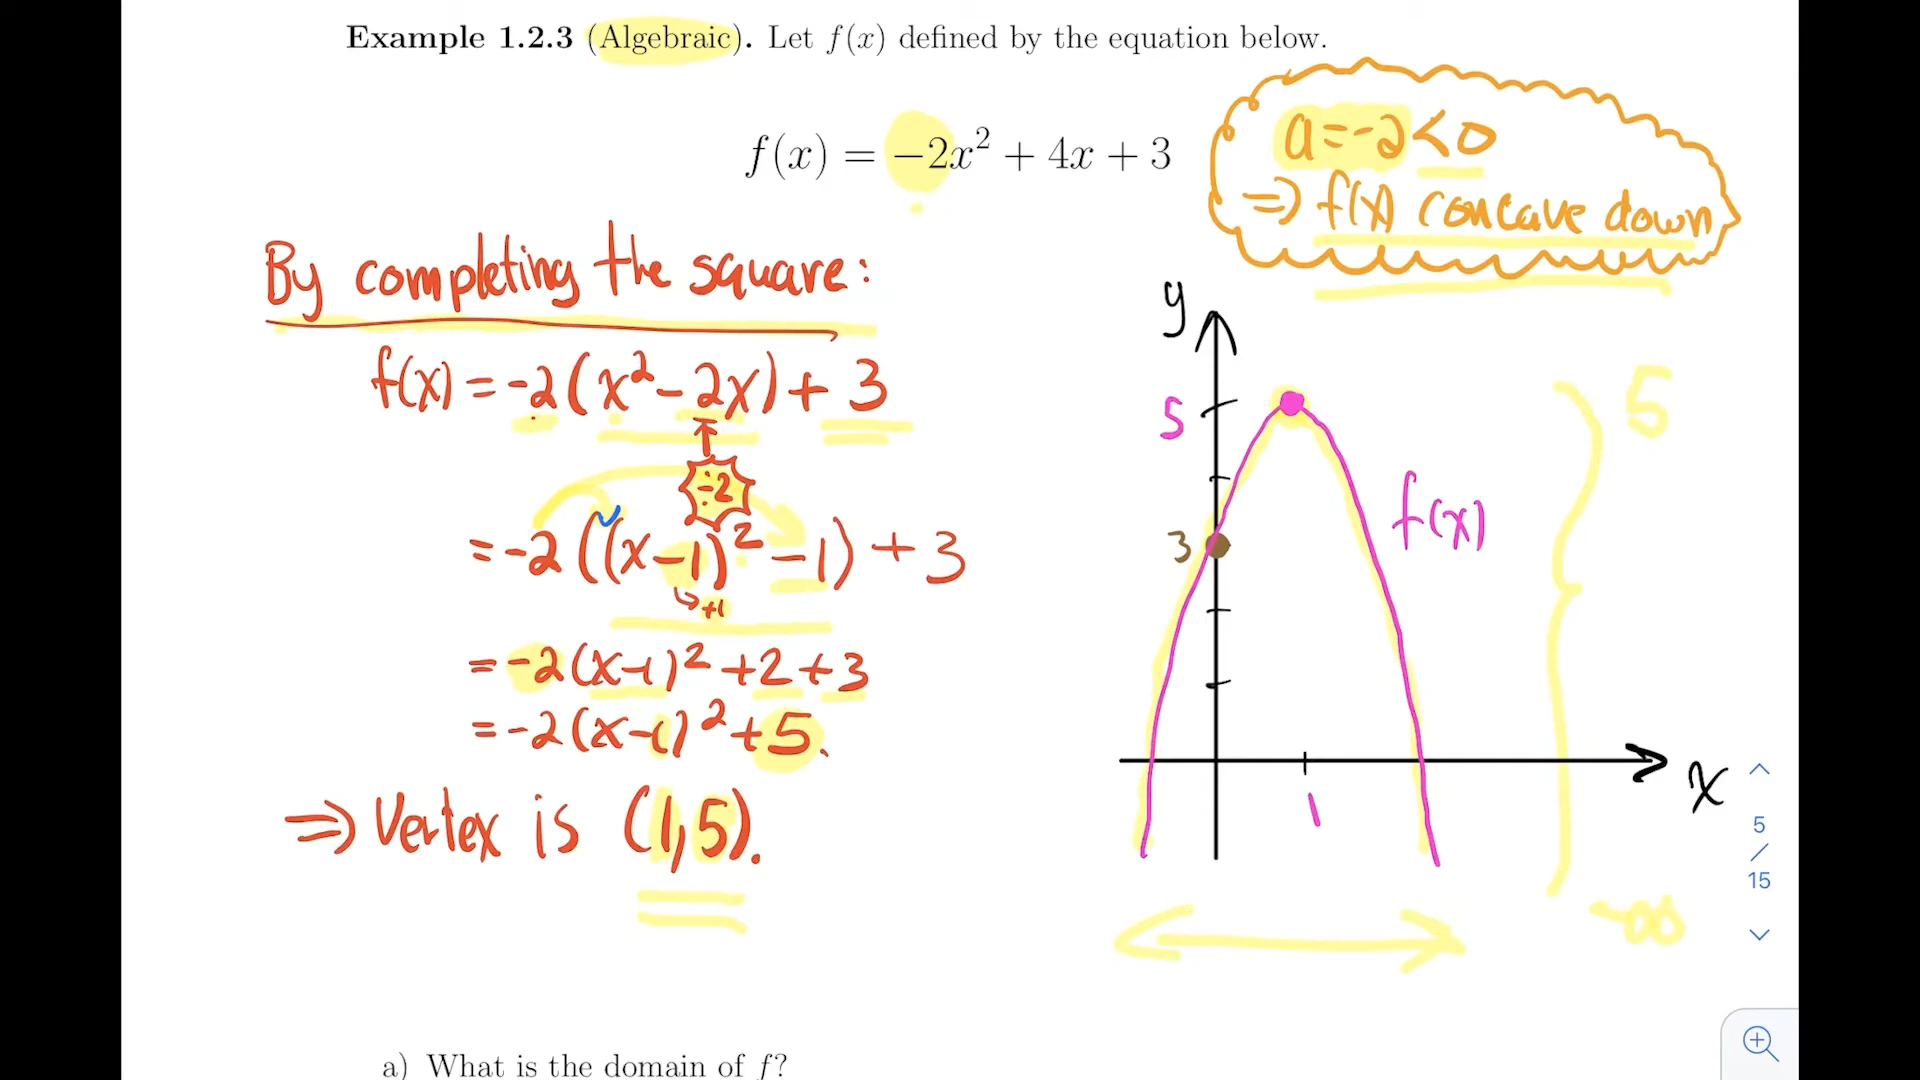 Example 1.2.3 (Algebraic). Let f(x) defined by the equation below.
f(x) = −2x² + 4x + 3
a=-2<0
⇒ f(x) concave down
By completing the square:
f(x) = -2(x² - 2x) + 3
÷2
= -2((x-1)² - 1) + 3
↳ +1
= -2(x-1)² + 2 + 3
= -2(x-1)² + 5.
⇒ Vertex is (1,5).
y
5
3
f(x)
1
x
5
-∞
5
/
15
a) What is the domain of f?